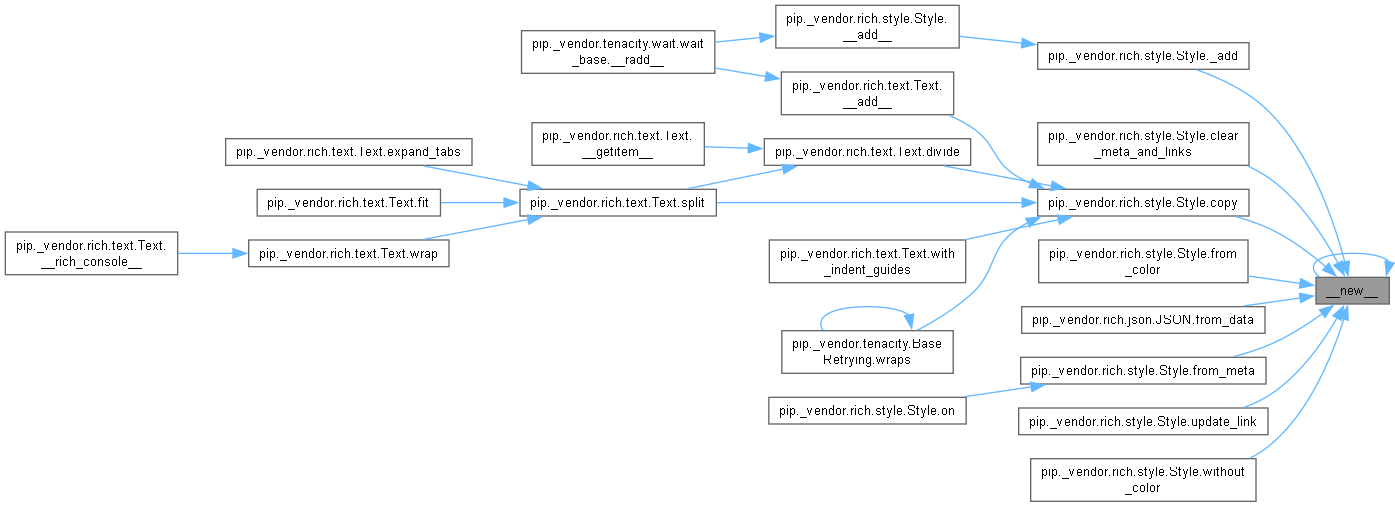 pip._vendor.rich.style.Style.
__add__
pip._vendor.tenacity.wait.wait
_base.__radd__
pip._vendor.rich.style.Style._add
pip._vendor.rich.text.Text.
__add__
pip._vendor.rich.text.Text.
__getitem__
pip._vendor.rich.style.Style.clear
_meta_and_links
pip._vendor.rich.text.Text.expand_tabs
pip._vendor.rich.text.Text.divide
pip._vendor.rich.text.Text.fit
pip._vendor.rich.text.Text.split
pip._vendor.rich.style.Style.copy
pip._vendor.rich.text.Text.
__rich_console__
pip._vendor.rich.text.Text.wrap
pip._vendor.rich.text.Text.with
_indent_guides
pip._vendor.rich.style.Style.from
_color
__new__
pip._vendor.rich.json.JSON.from_data
pip._vendor.tenacity.Base
Retrying.wraps
pip._vendor.rich.style.Style.from_meta
pip._vendor.rich.style.Style.on
pip._vendor.rich.style.Style.update_link
pip._vendor.rich.style.Style.without
_color